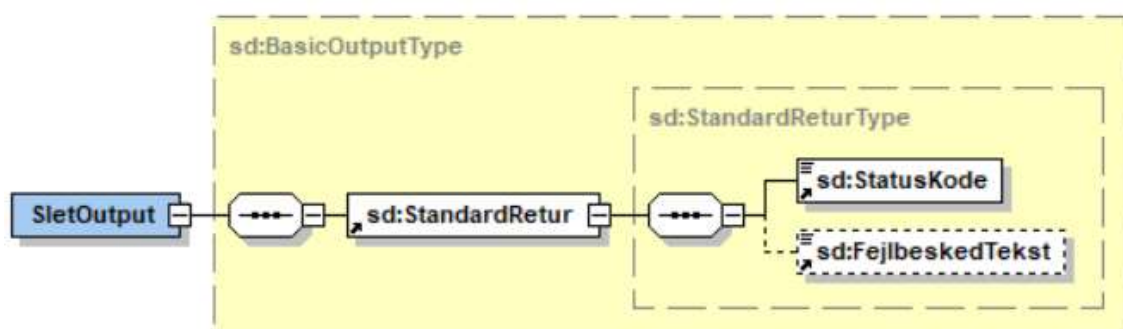 sd:BasicOutputType
sd:StandardReturType
sd:StatusKode
SletOutput
sd:StandardRetur
sd:FejlbeskedTekst